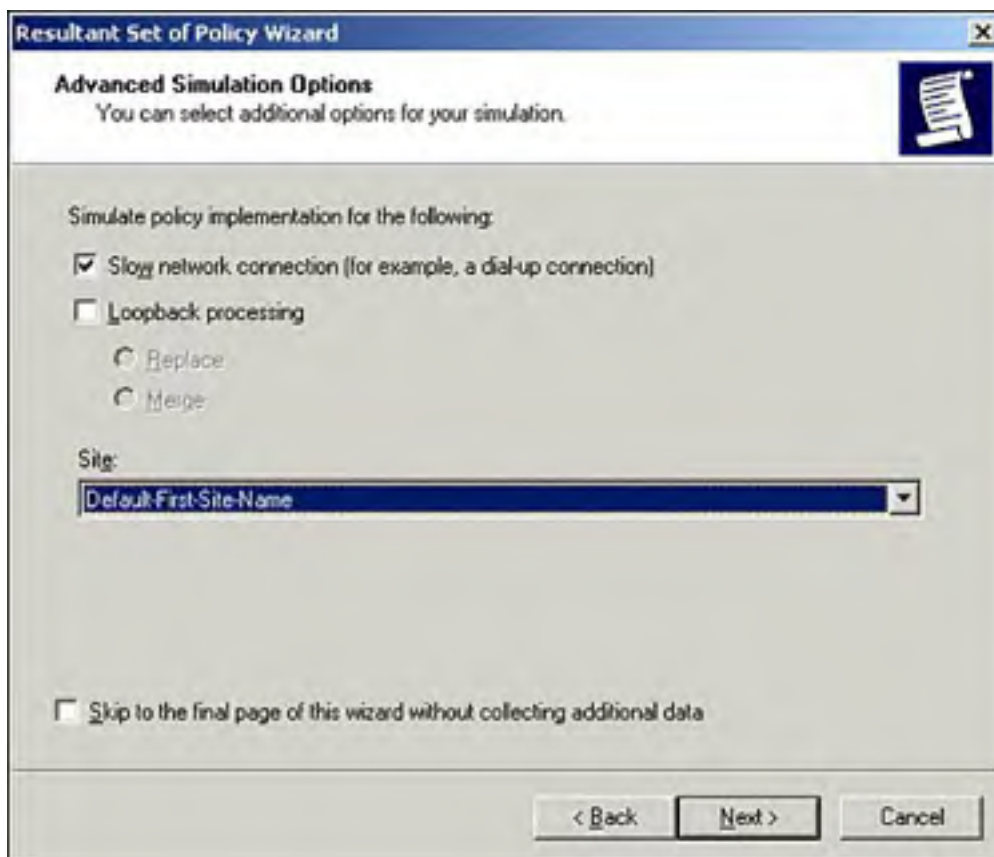 Resultant Set of Policy Wizard
Advanced Simulation Options
You can select additional options for your simulation.
Simulate policy implementation for the following:
Slow network connection (for example, a dial-up connection)
Loopback processing
Replace
Merge
Site:
Default-First-Site-Name
Skip to the final page of this wizard without collecting additional data
< Back Next > Cancel